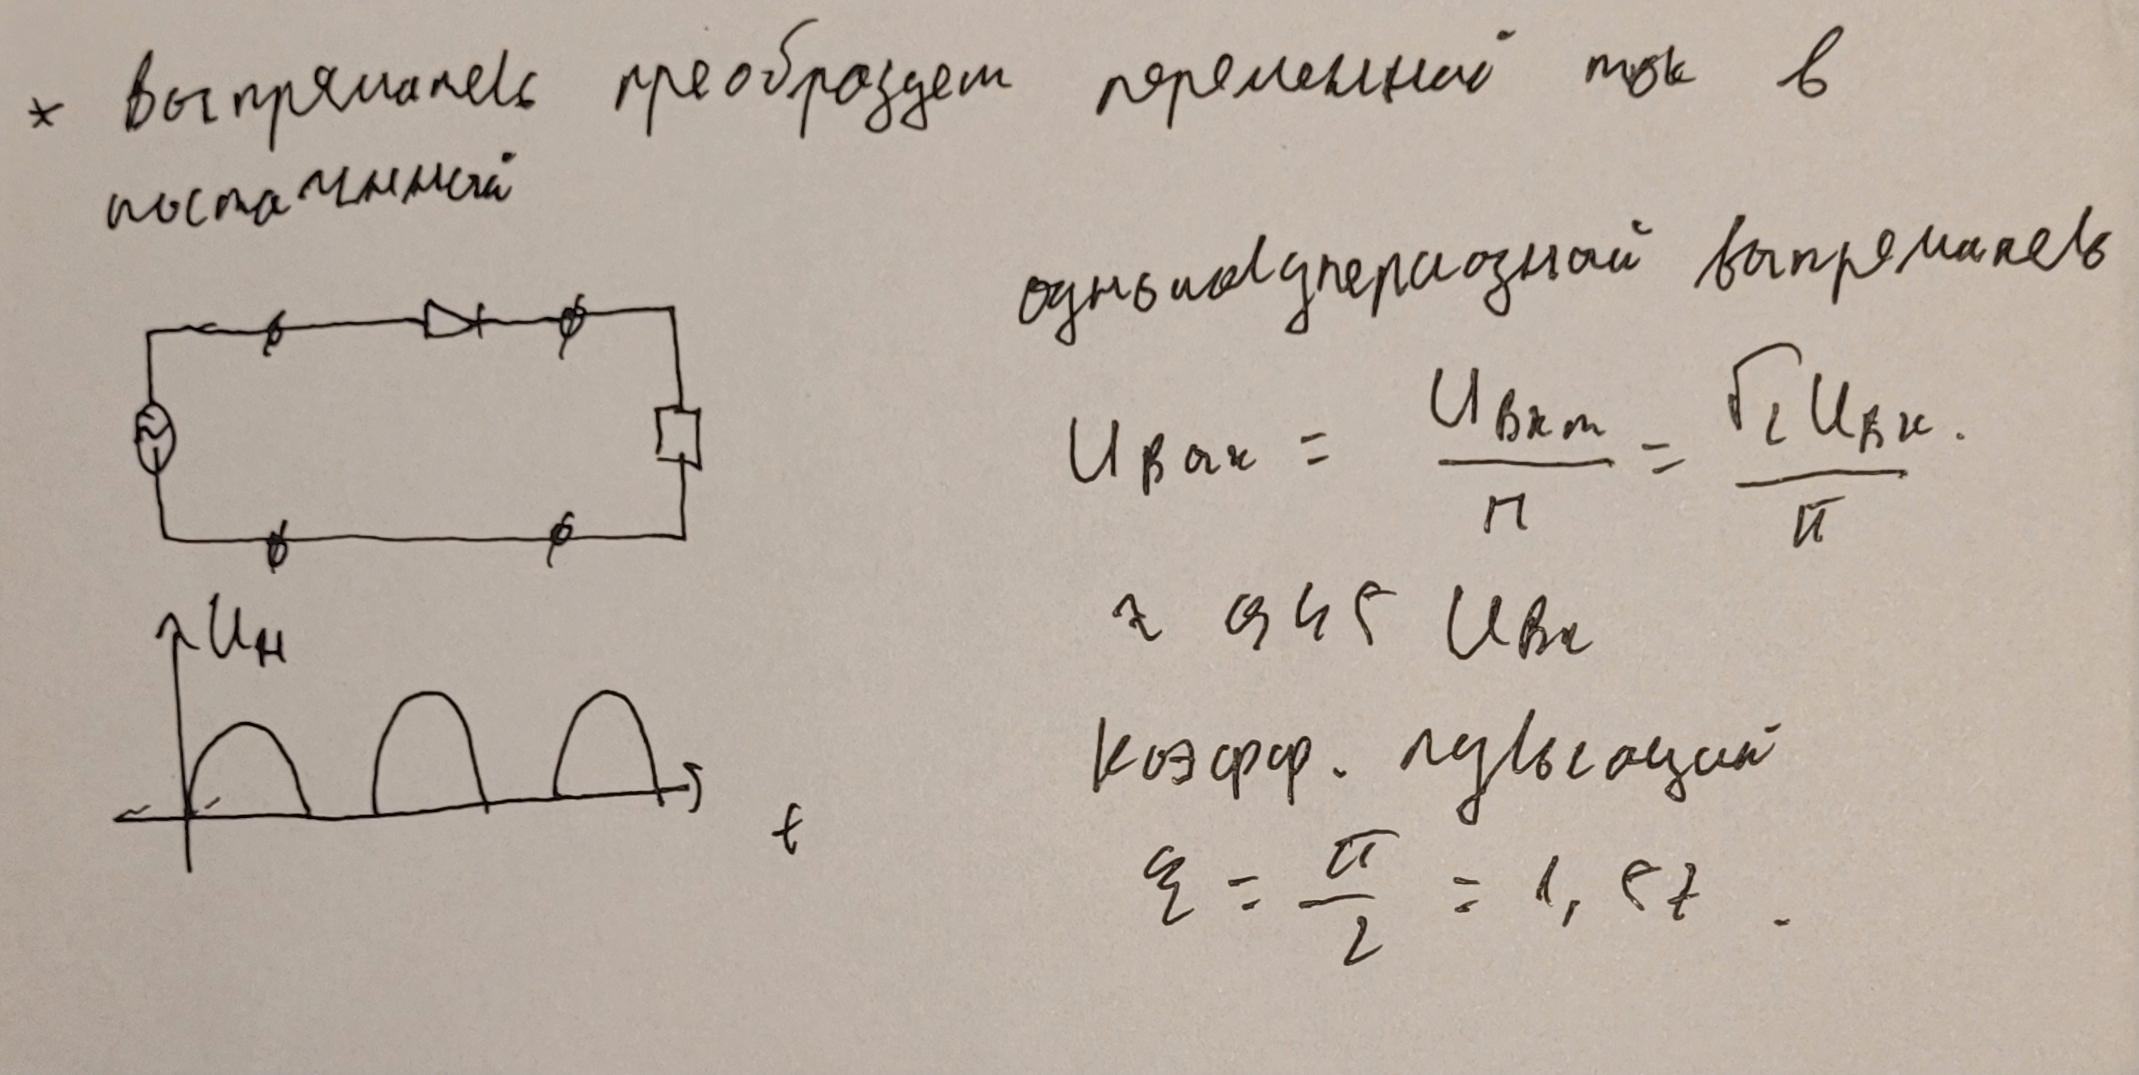 * Выпрямитель преобразует переменный ток в
постоянный
однополупериодный выпрямитель
Uвых = Uвхm / π = √2 Uвх. / π
≈ 0,45 Uвх
Uн
t
Коэфф. пульсаций
ξ = π / 2 = 1,57.